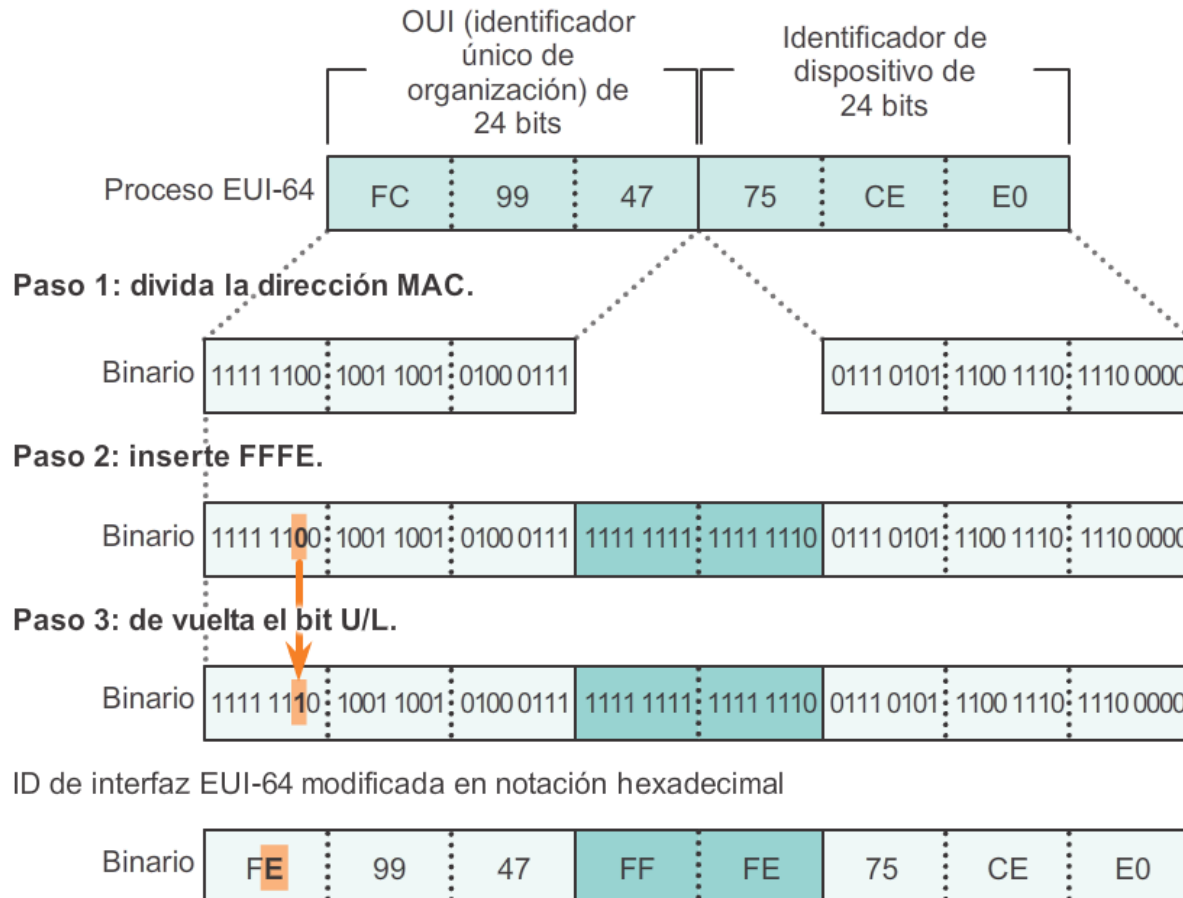 OUI (identificador
único de
organización) de
24 bits
Identificador de
dispositivo de
24 bits
Proceso EUI-64 FC 99 47 75 CE E0
Paso 1: divida la dirección MAC.
Binario 1111 1100 1001 1001 0100 0111 0111 0101 1100 1110 1110 0000
Paso 2: inserte FFFE.
Binario 1111 1100 1001 1001 0100 0111 1111 1111 1111 1110 0111 0101 1100 1110 1110 0000
Paso 3: de vuelta el bit U/L.
Binario 1111 1110 1001 1001 0100 0111 1111 1111 1111 1110 0111 0101 1100 1110 1110 0000
ID de interfaz EUI-64 modificada en notación hexadecimal
Binario FE 99 47 FF FE 75 CE E0